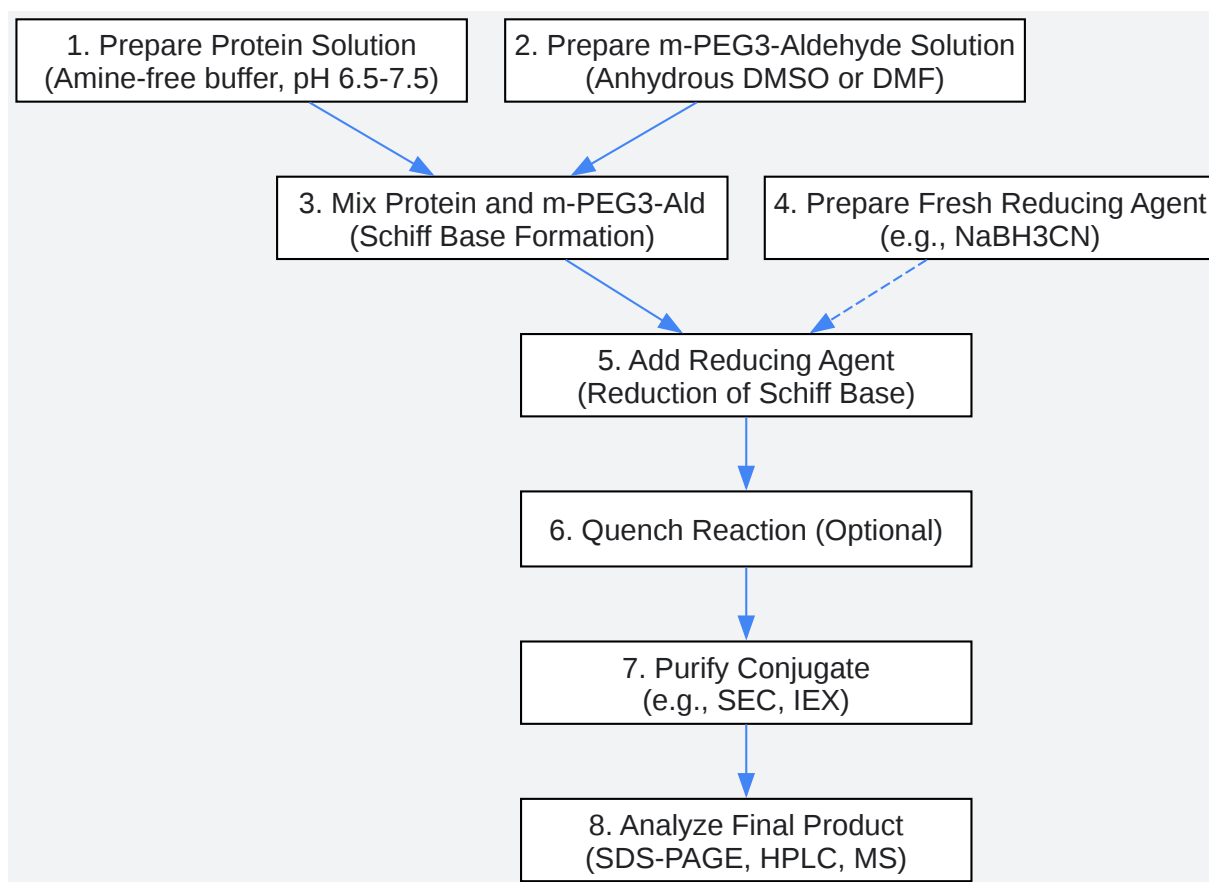 1. Prepare Protein Solution
(Amine-free buffer, pH 6.5-7.5)
2. Prepare m-PEG3-Aldehyde Solution
(Anhydrous DMSO or DMF)
3. Mix Protein and m-PEG3-Ald
(Schiff Base Formation)
4. Prepare Fresh Reducing Agent
(e.g., NaBH3CN)
5. Add Reducing Agent
(Reduction of Schiff Base)
6. Quench Reaction (Optional)
7. Purify Conjugate
(e.g., SEC, IEX)
8. Analyze Final Product
(SDS-PAGE, HPLC, MS)